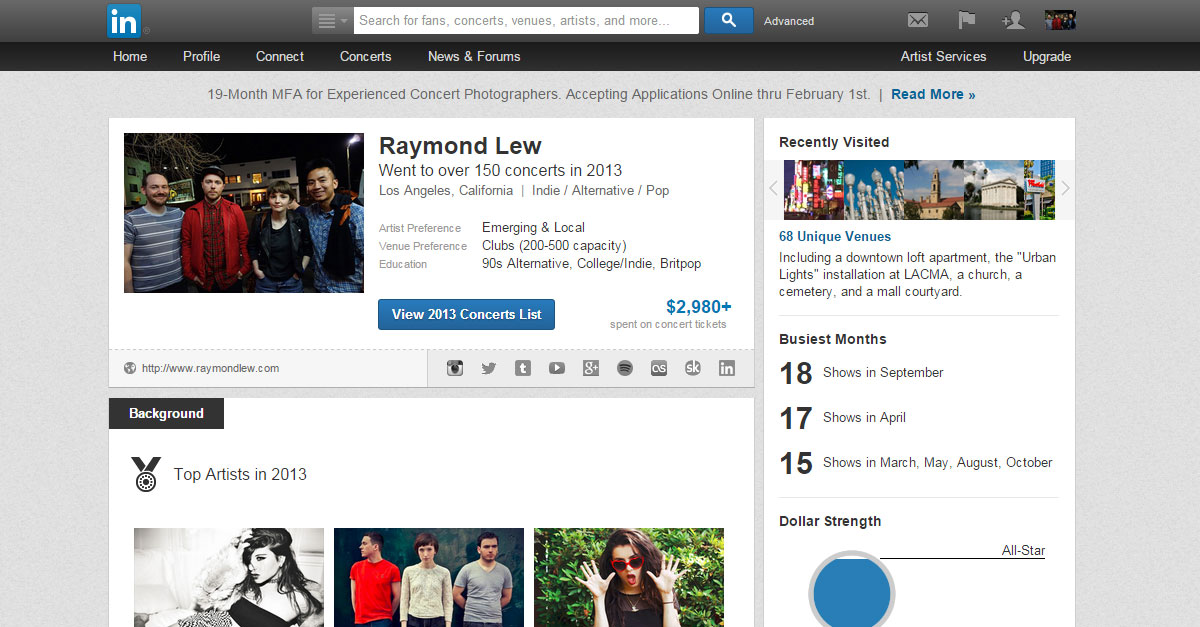 in
Search for fans, concerts, venues, artists, and more...
Advanced
Home Profile Connect Concerts News & Forums Artist Services Upgrade
19-Month MFA for Experienced Concert Photographers. Accepting Applications Online thru February 1st. | Read More »
Raymond Lew
Went to over 150 concerts in 2013
Los Angeles, California | Indie / Alternative / Pop
Artist Preference Emerging & Local
Venue Preference Clubs (200-500 capacity)
Education 90s Alternative, College/Indie, Britpop
View 2013 Concerts List
$2,980+
spent on concert tickets
http://www.raymondlew.com
t g+ os sk in
Background
Top Artists in 2013
Recently Visited
68 Unique Venues
Including a downtown loft apartment, the "Urban
Lights" installation at LACMA, a church, a
cemetery, and a mall courtyard.
Busiest Months
18 Shows in September
17 Shows in April
15 Shows in March, May, August, October
Dollar Strength
All-Star